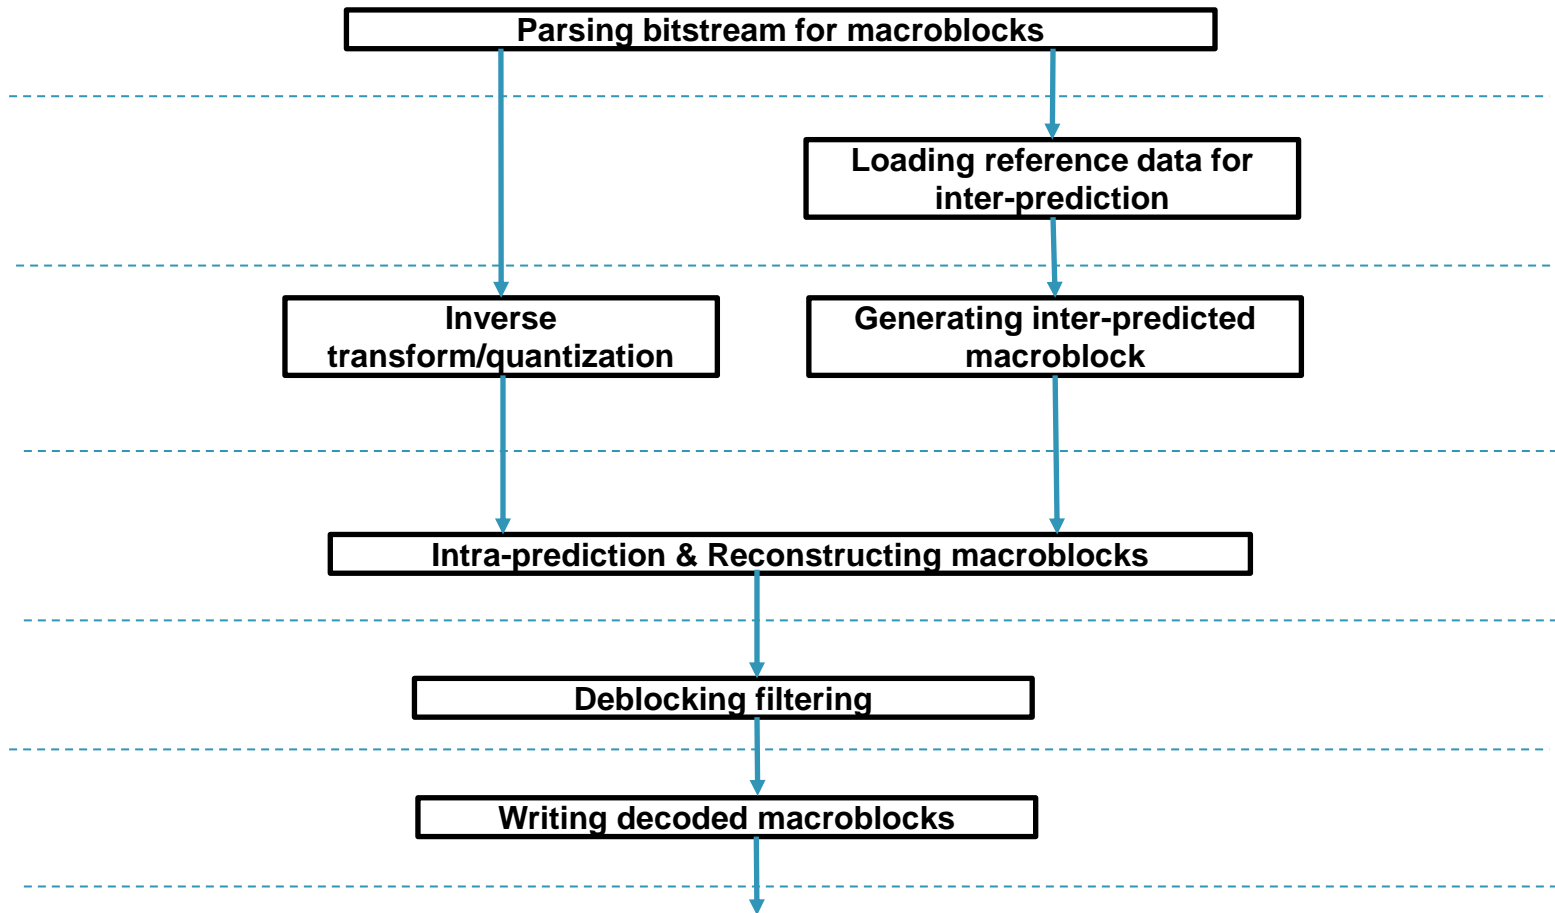 Parsing bitstream for macroblocks
Loading reference data for
inter-prediction
Inverse
transform/quantization
Generating inter-predicted
macroblock
Intra-prediction & Reconstructing macroblocks
Deblocking filtering
Writing decoded macroblocks